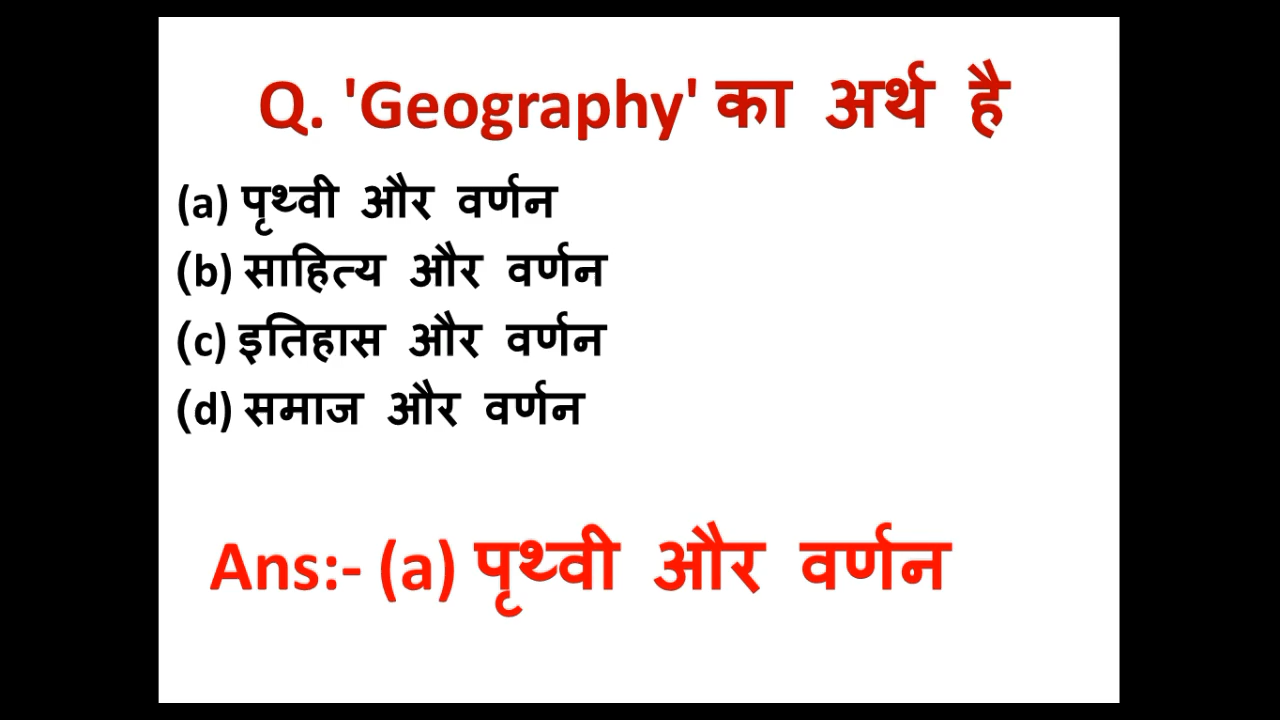 Q. 'Geography' का अर्थ है
(a) पृथ्वी और वर्णन
(b) साहित्य और वर्णन
(c) इतिहास और वर्णन
(d) समाज और वर्णन
Ans:- (a) पृथ्वी और वर्णन